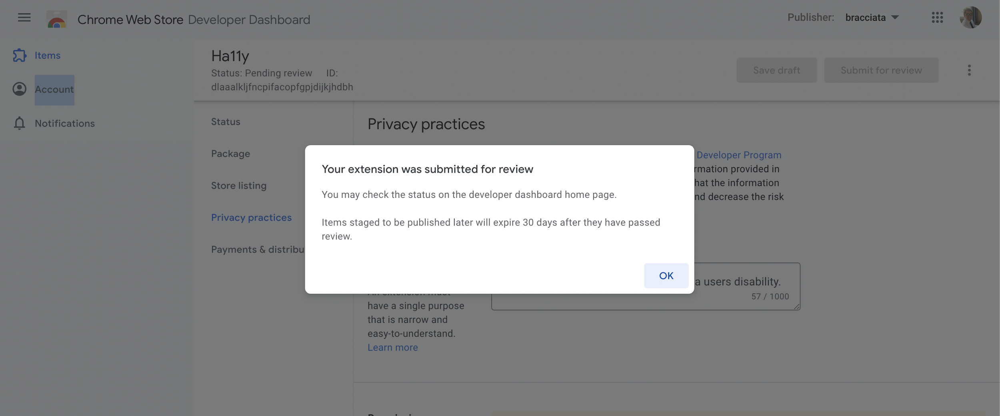 Chrome Web Store Developer Dashboard
Publisher: bracciata
Items
Account
Notifications
Ha11y
Status: Pending review ID:
dlaaalkljfncpifacopfgpjdijkjhdbh
Save draft
Submit for review
Status
Package
Store listing
Privacy practices
Payments & distribu
Privacy practices
Developer Program
rmation provided in
hat the information
nd decrease the risk
Your extension was submitted for review
You may check the status on the developer dashboard home page.
Items staged to be published later will expire 30 days after they have passed
review.
OK
a users disability.
57 / 1000
An extension must
have a single purpose
that is narrow and
easy-to-understand.
Learn more